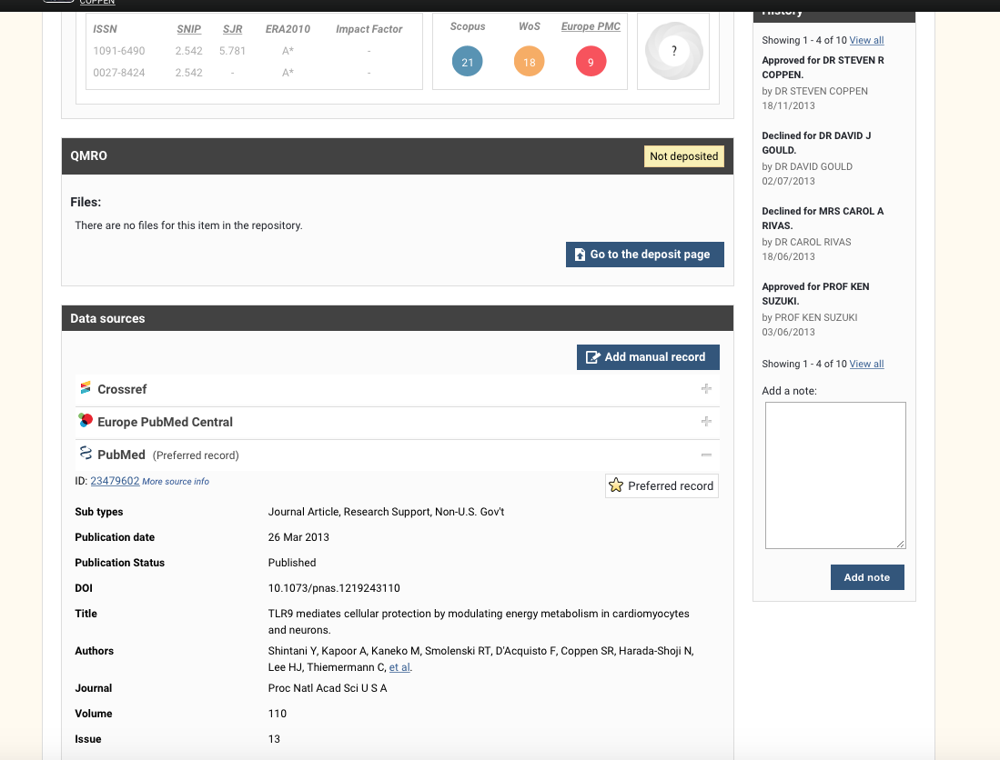 COPPEN
ISSN SNIP SJR ERA2010 Impact Factor
1091-6490 2.542 5.781 A* -
0027-8424 2.542 - A* -
Scopus WoS Europe PMC
21 18 9
?
QMRO
Not deposited
Files:
There are no files for this item in the repository.
Go to the deposit page
Data sources
Add manual record
Crossref
Europe PubMed Central
PubMed (Preferred record)
ID: 23479602 More source info
Preferred record
Sub types Journal Article, Research Support, Non-U.S. Gov't
Publication date 26 Mar 2013
Publication Status Published
DOI 10.1073/pnas.1219243110
Title TLR9 mediates cellular protection by modulating energy metabolism in cardiomyocytes
and neurons.
Authors Shintani Y, Kapoor A, Kaneko M, Smolenski RT, D'Acquisto F, Coppen SR, Harada-Shoji N,
Lee HJ, Thiemermann C, et al.
Journal Proc Natl Acad Sci U S A
Volume 110
Issue 13
History
Showing 1 - 4 of 10 View all
Approved for DR STEVEN R
COPPEN.
by DR STEVEN COPPEN
18/11/2013
Declined for DR DAVID J
GOULD.
by DR DAVID GOULD
02/07/2013
Declined for MRS CAROL A
RIVAS.
by DR CAROL RIVAS
18/06/2013
Approved for PROF KEN
SUZUKI.
by PROF KEN SUZUKI
03/06/2013
Showing 1 - 4 of 10 View all
Add a note:
Add note